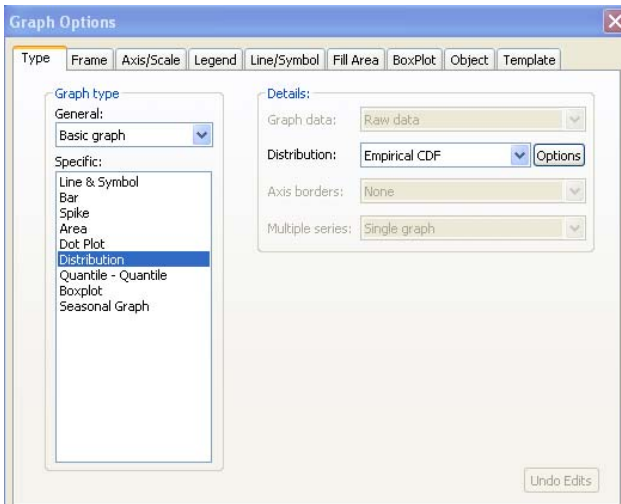 Graph Options
Type Frame Axis/Scale Legend Line/Symbol Fill Area BoxPlot Object Template
Graph type
General:
Basic graph
Specific:
Line & Symbol
Bar
Spike
Area
Dot Plot
Distribution
Quantile - Quantile
Boxplot
Seasonal Graph
Details:
Graph data: Raw data
Distribution: Empirical CDF Options
Axis borders: None
Multiple series: Single graph
Undo Edits